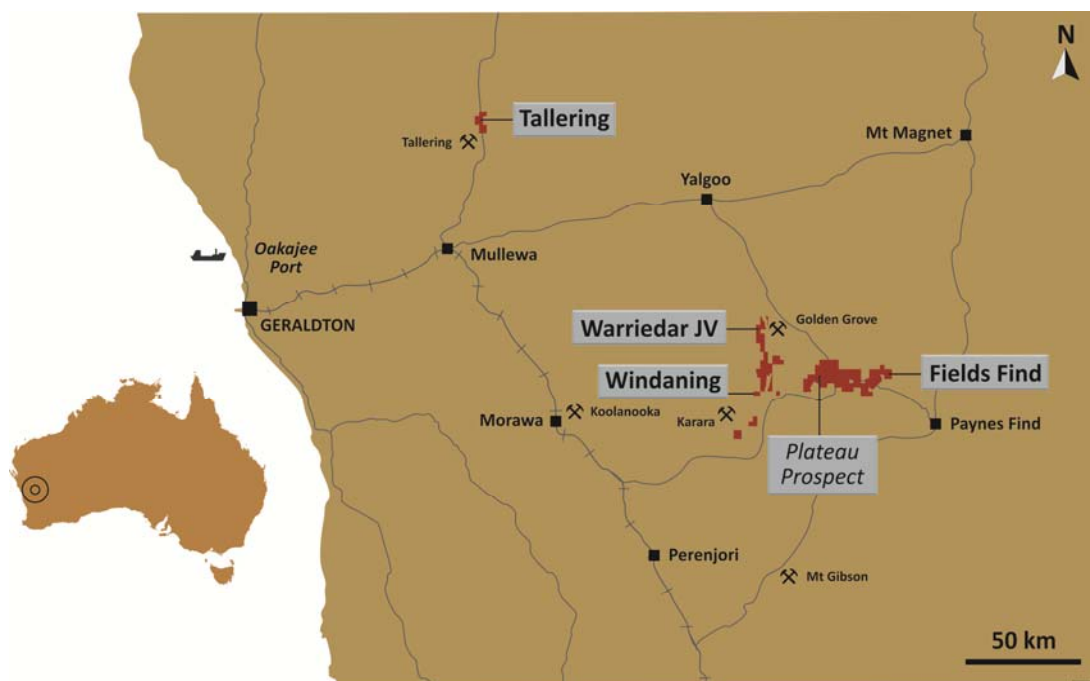 N
Tallering
Tallering
Mt Magnet
Yalgoo
Oakajee
Port
Mullewa
GERALDTON
Warriedar JV
Golden Grove
Windaning
Fields Find
Morawa
Koolanooka
Karara
Paynes Find
Plateau
Prospect
Perenjori
Mt Gibson
50 km